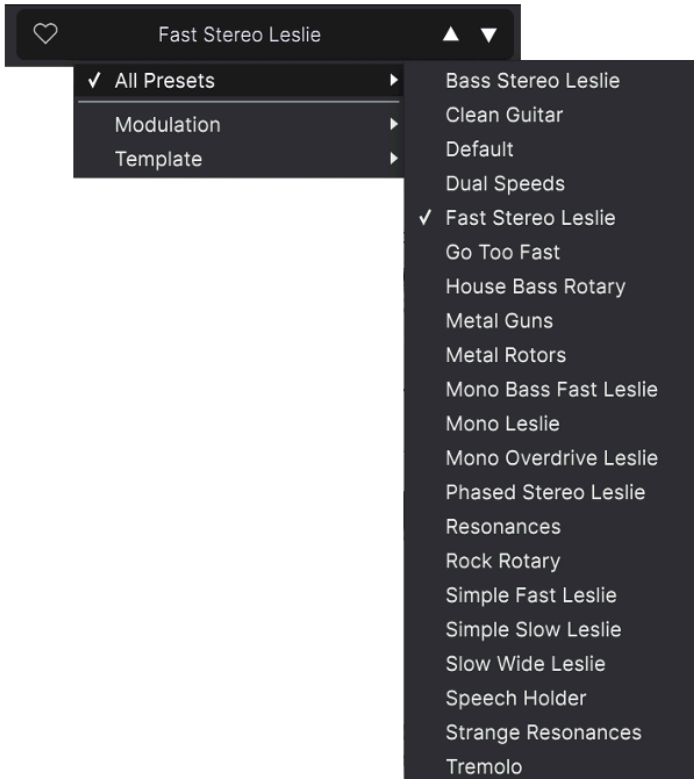 Fast Stereo Leslie
All Presets
Modulation
Template
Bass Stereo Leslie
Clean Guitar
Default
Dual Speeds
Fast Stereo Leslie
Go Too Fast
House Bass Rotary
Metal Guns
Metal Rotors
Mono Bass Fast Leslie
Mono Leslie
Mono Overdrive Leslie
Phased Stereo Leslie
Resonances
Rock Rotary
Simple Fast Leslie
Simple Slow Leslie
Slow Wide Leslie
Speech Holder
Strange Resonances
Tremolo